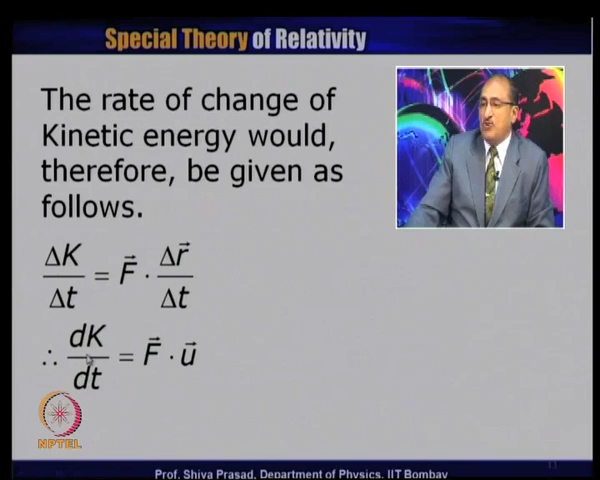 Special Theory of Relativity
The rate of change of
Kinetic energy would,
therefore, be given as
follows.
ΔK/Δt = F⃗ · Δr⃗/Δt
∴ dK/dt = F⃗ · u⃗
NPTEL
Prof. Shiva Prasad, Department of Physics, IIT Bombay
11